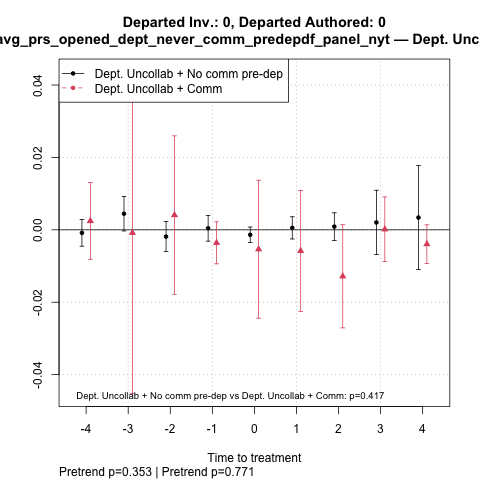 Departed Inv.: 0, Departed Authored: 0
avg_prs_opened_dept_never_comm_predepdf_panel_nyt — Dept. Unc
Dept. Uncollab + No comm pre-dep
Dept. Uncollab + Comm
0.04
0.02
0.00
-0.02
-0.04
Dept. Uncollab + No comm pre-dep vs Dept. Uncollab + Comm: p=0.417
-4 -3 -2 -1 0 1 2 3 4
Time to treatment
Pretrend p=0.353 | Pretrend p=0.771